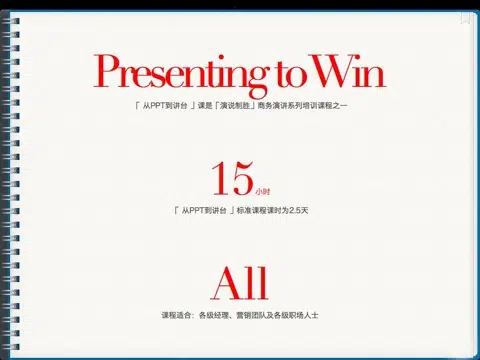 Presenting to Win
「 从PPT到讲台 」课是「演说制胜」商务演讲系列培训课程之一
15 小时
「 从PPT到讲台 」标准课程课时为2.5天
All
课程适合：各级经理、营销团队及各级职场人士